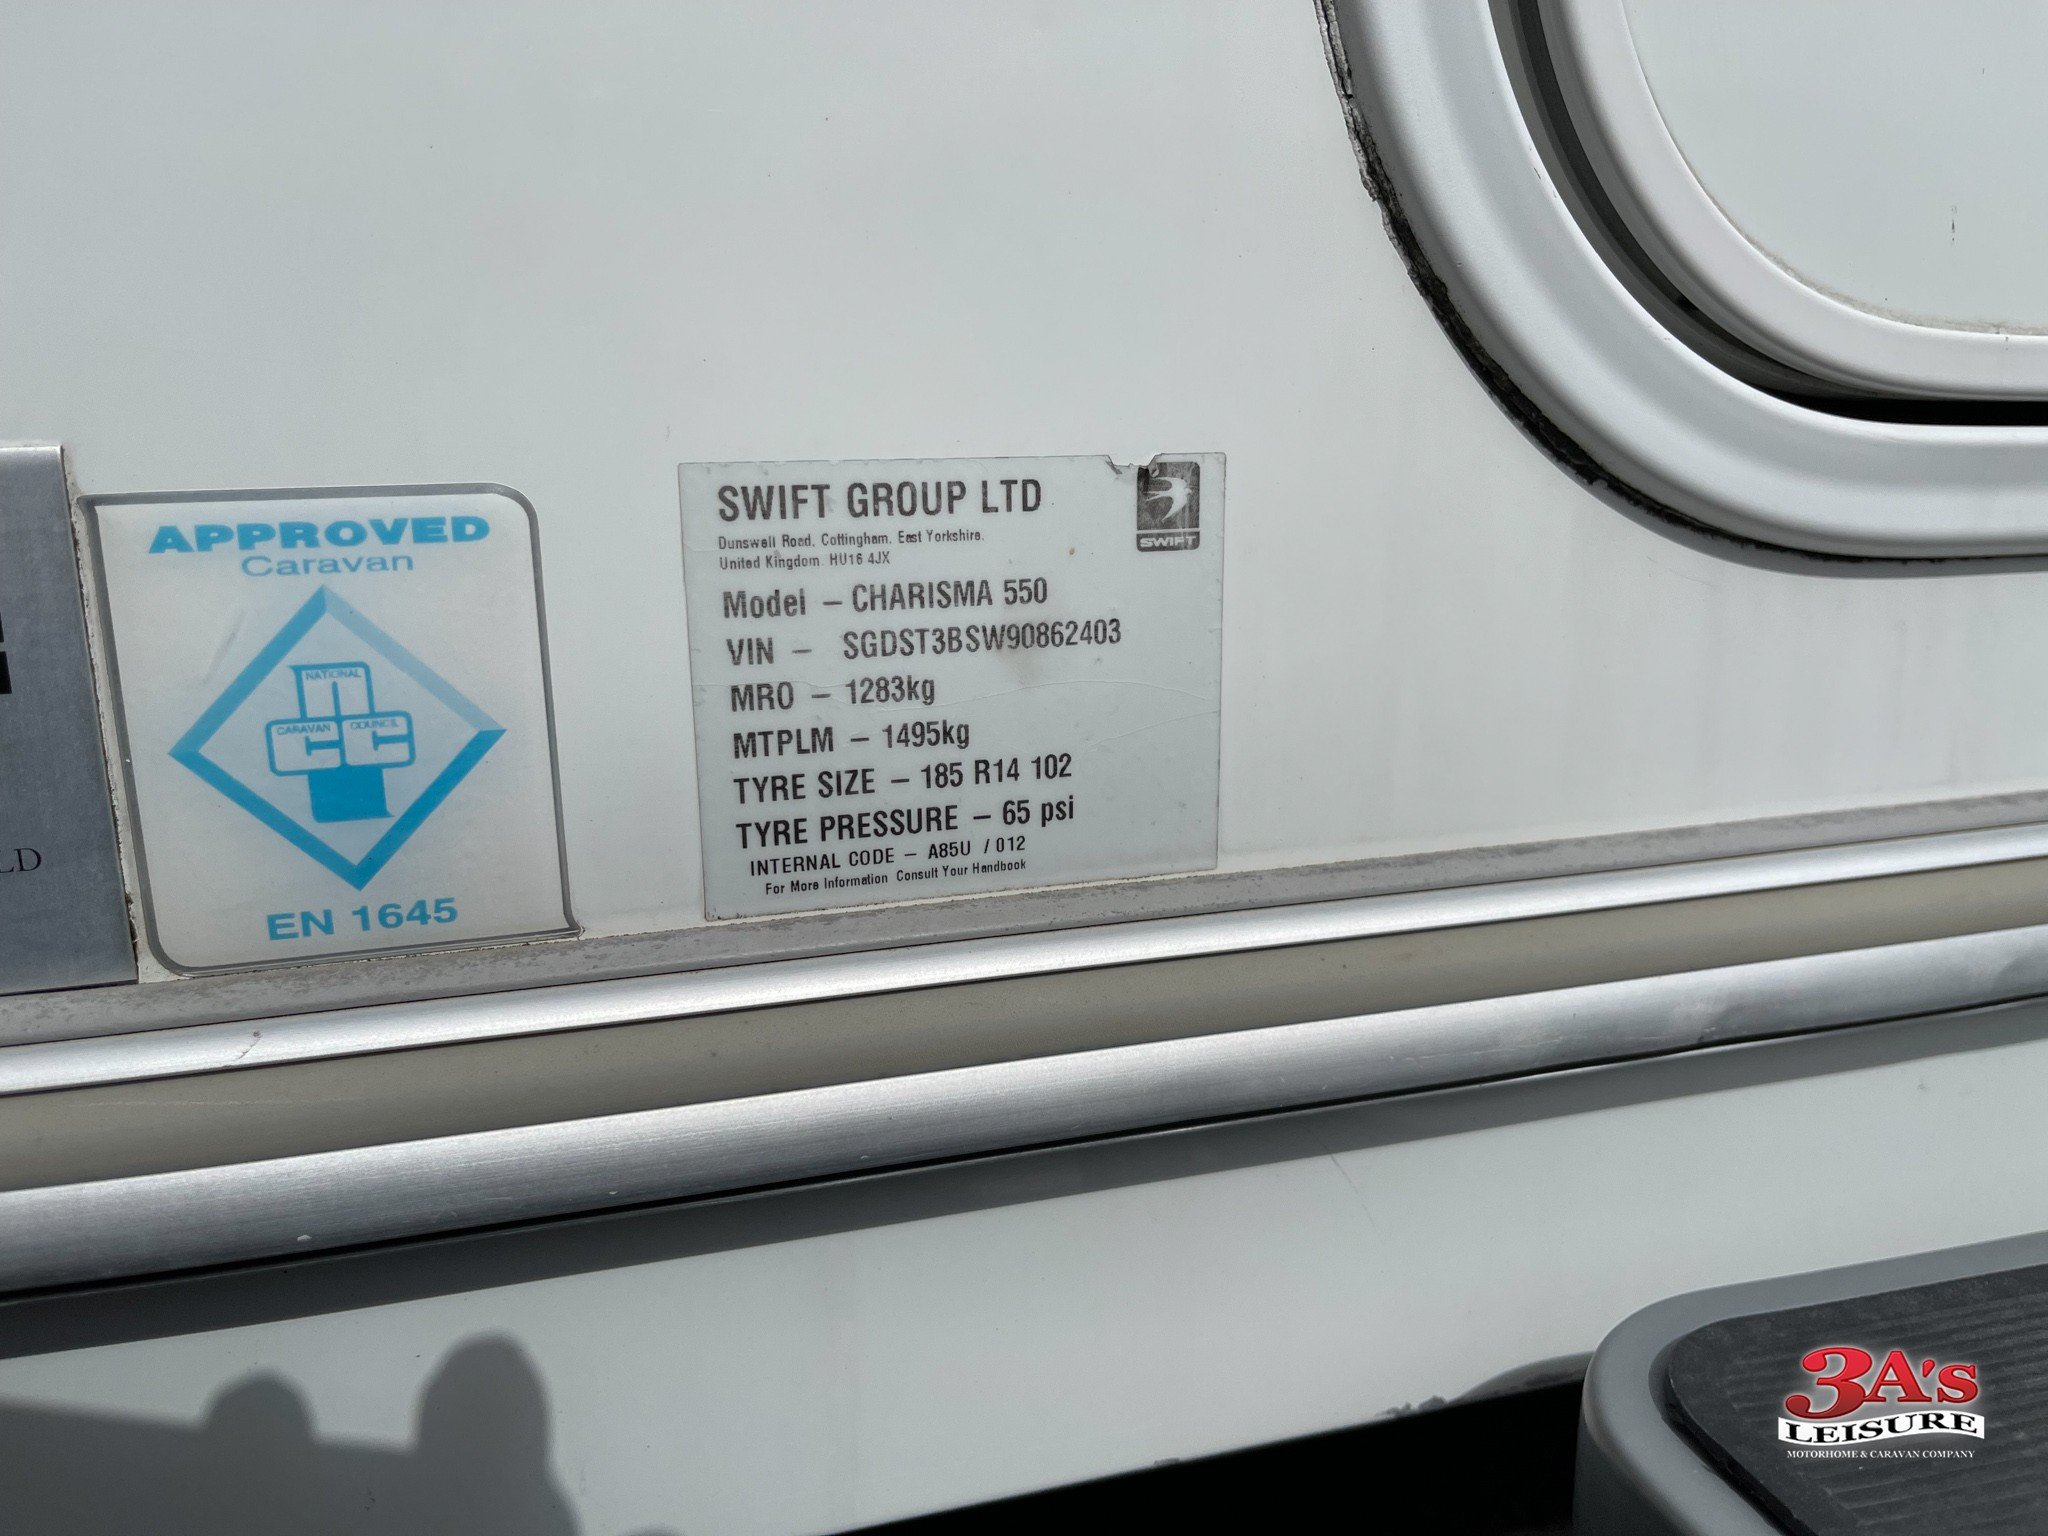 APPROVED
Caravan
NATIONAL
CARAVAN COUNCIL
EN 1645
LD
SWIFT GROUP LTD
Dunswell Road, Cottingham, East Yorkshire.
United Kingdom. HU16 4JX
SWIFT
Model – CHARISMA 550
VIN – SGDST3BSW90862403
MRO – 1283kg
MTPLM – 1495kg
TYRE SIZE – 185 R14 102
TYRE PRESSURE – 65 psi
INTERNAL CODE – A85U / 012
For More Information Consult Your Handbook
3A's
LEISURE
MOTORHOME & CARAVAN COMPANY